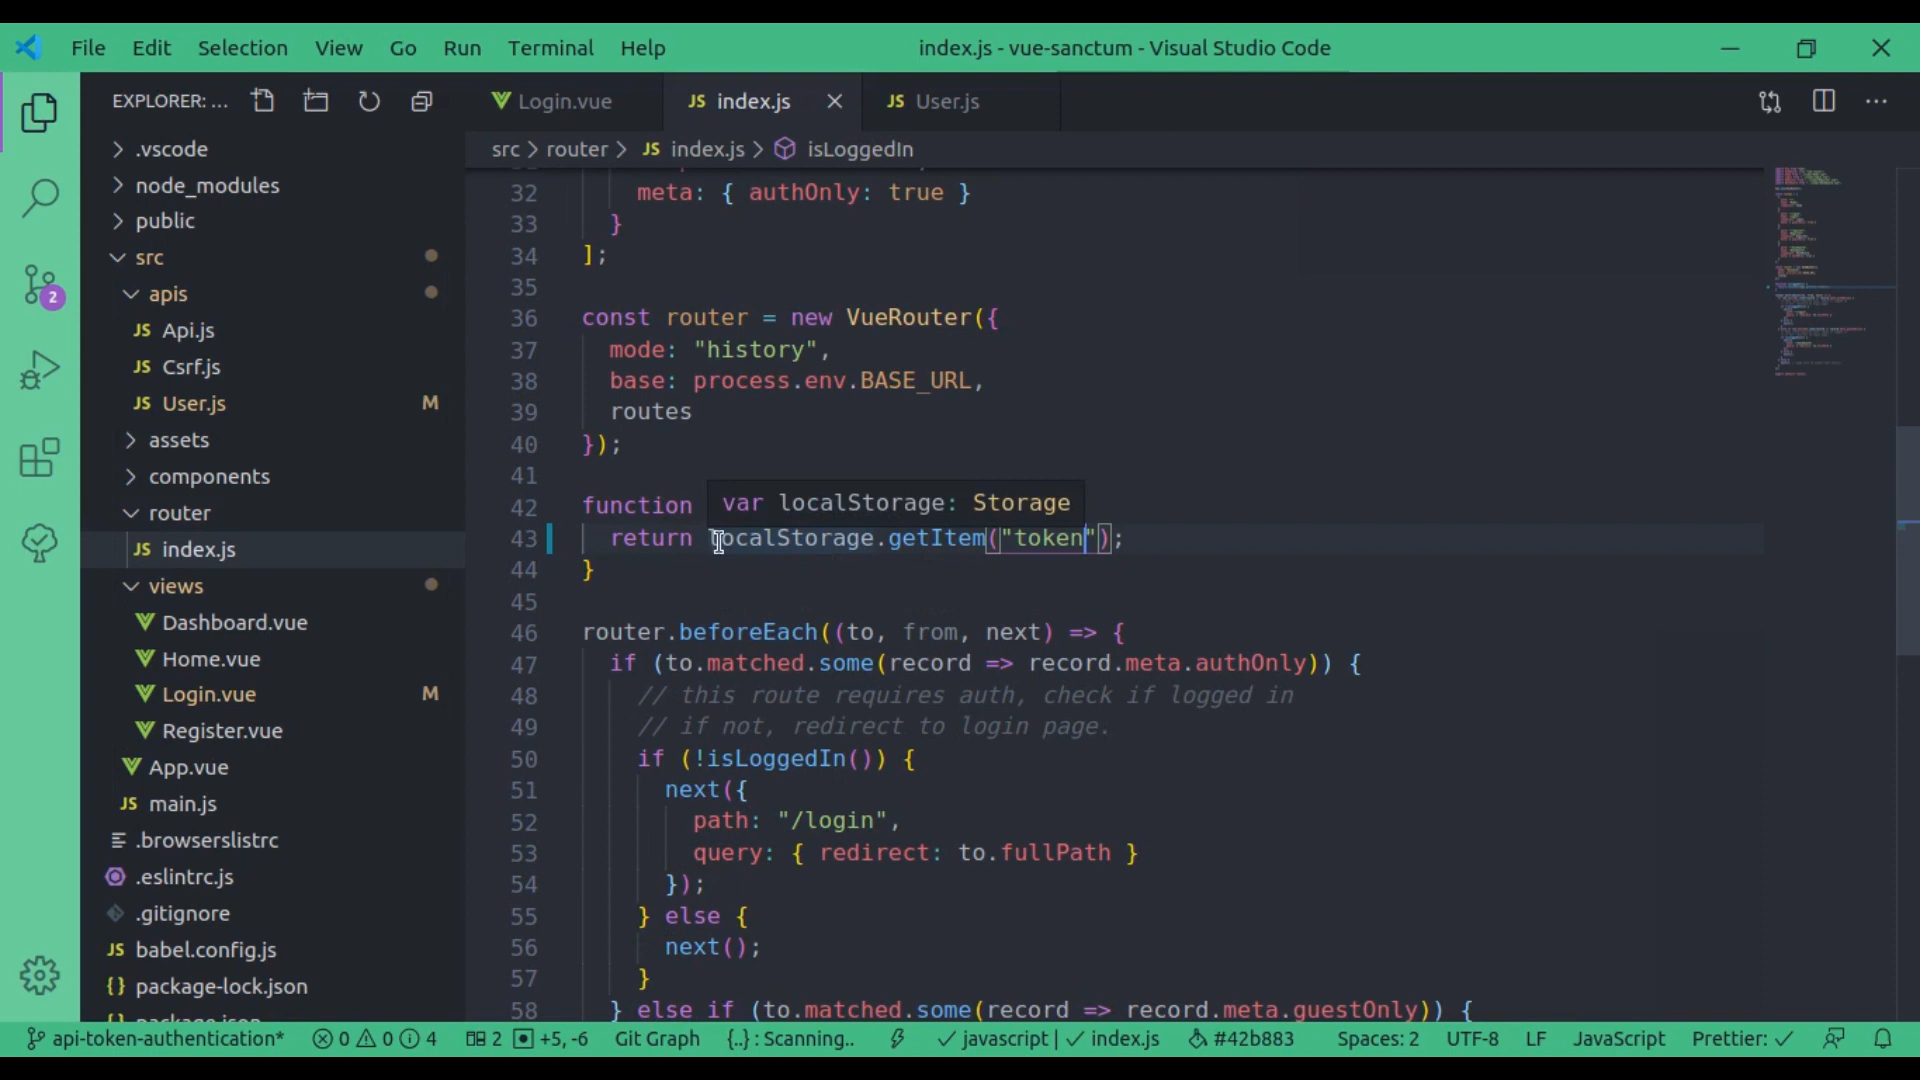 File Edit Selection View Go Run Terminal Help index.js - vue-sanctum - Visual Studio Code
EXPLORER: ...
Login.vue
JS index.js
JS User.js
.vscode
node_modules
public
src
apis
JS Api.js
JS Csrf.js
JS User.js M
assets
components
router
JS index.js
views
Dashboard.vue
Home.vue
Login.vue M
Register.vue
App.vue
JS main.js
.browserslistrc
.eslintrc.js
.gitignore
JS babel.config.js
{} package-lock.json
{} package.json
2
src > router > JS index.js > isLoggedIn
32 meta: { authOnly: true }
33 }
34 ];
35
36 const router = new VueRouter({
37 mode: "history",
38 base: process.env.BASE_URL,
39 routes
40 });
41
42 function
var localStorage: Storage
43 return localStorage.getItem("token");
44 }
45
46 router.beforeEach((to, from, next) => {
47 if (to.matched.some(record => record.meta.authOnly)) {
48 // this route requires auth, check if logged in
49 // if not, redirect to login page.
50 if (!isLoggedIn()) {
51 next({
52 path: "/login",
53 query: { redirect: to.fullPath }
54 });
55 } else {
56 next();
57 }
58 } else if (to.matched.some(record => record.meta.guestOnly)) {
api-token-authentication* 0 0 4 2 +5, -6 Git Graph {..} : Scanning.. javascript | index.js #42b883 Spaces: 2 UTF-8 LF JavaScript Prettier: ✓